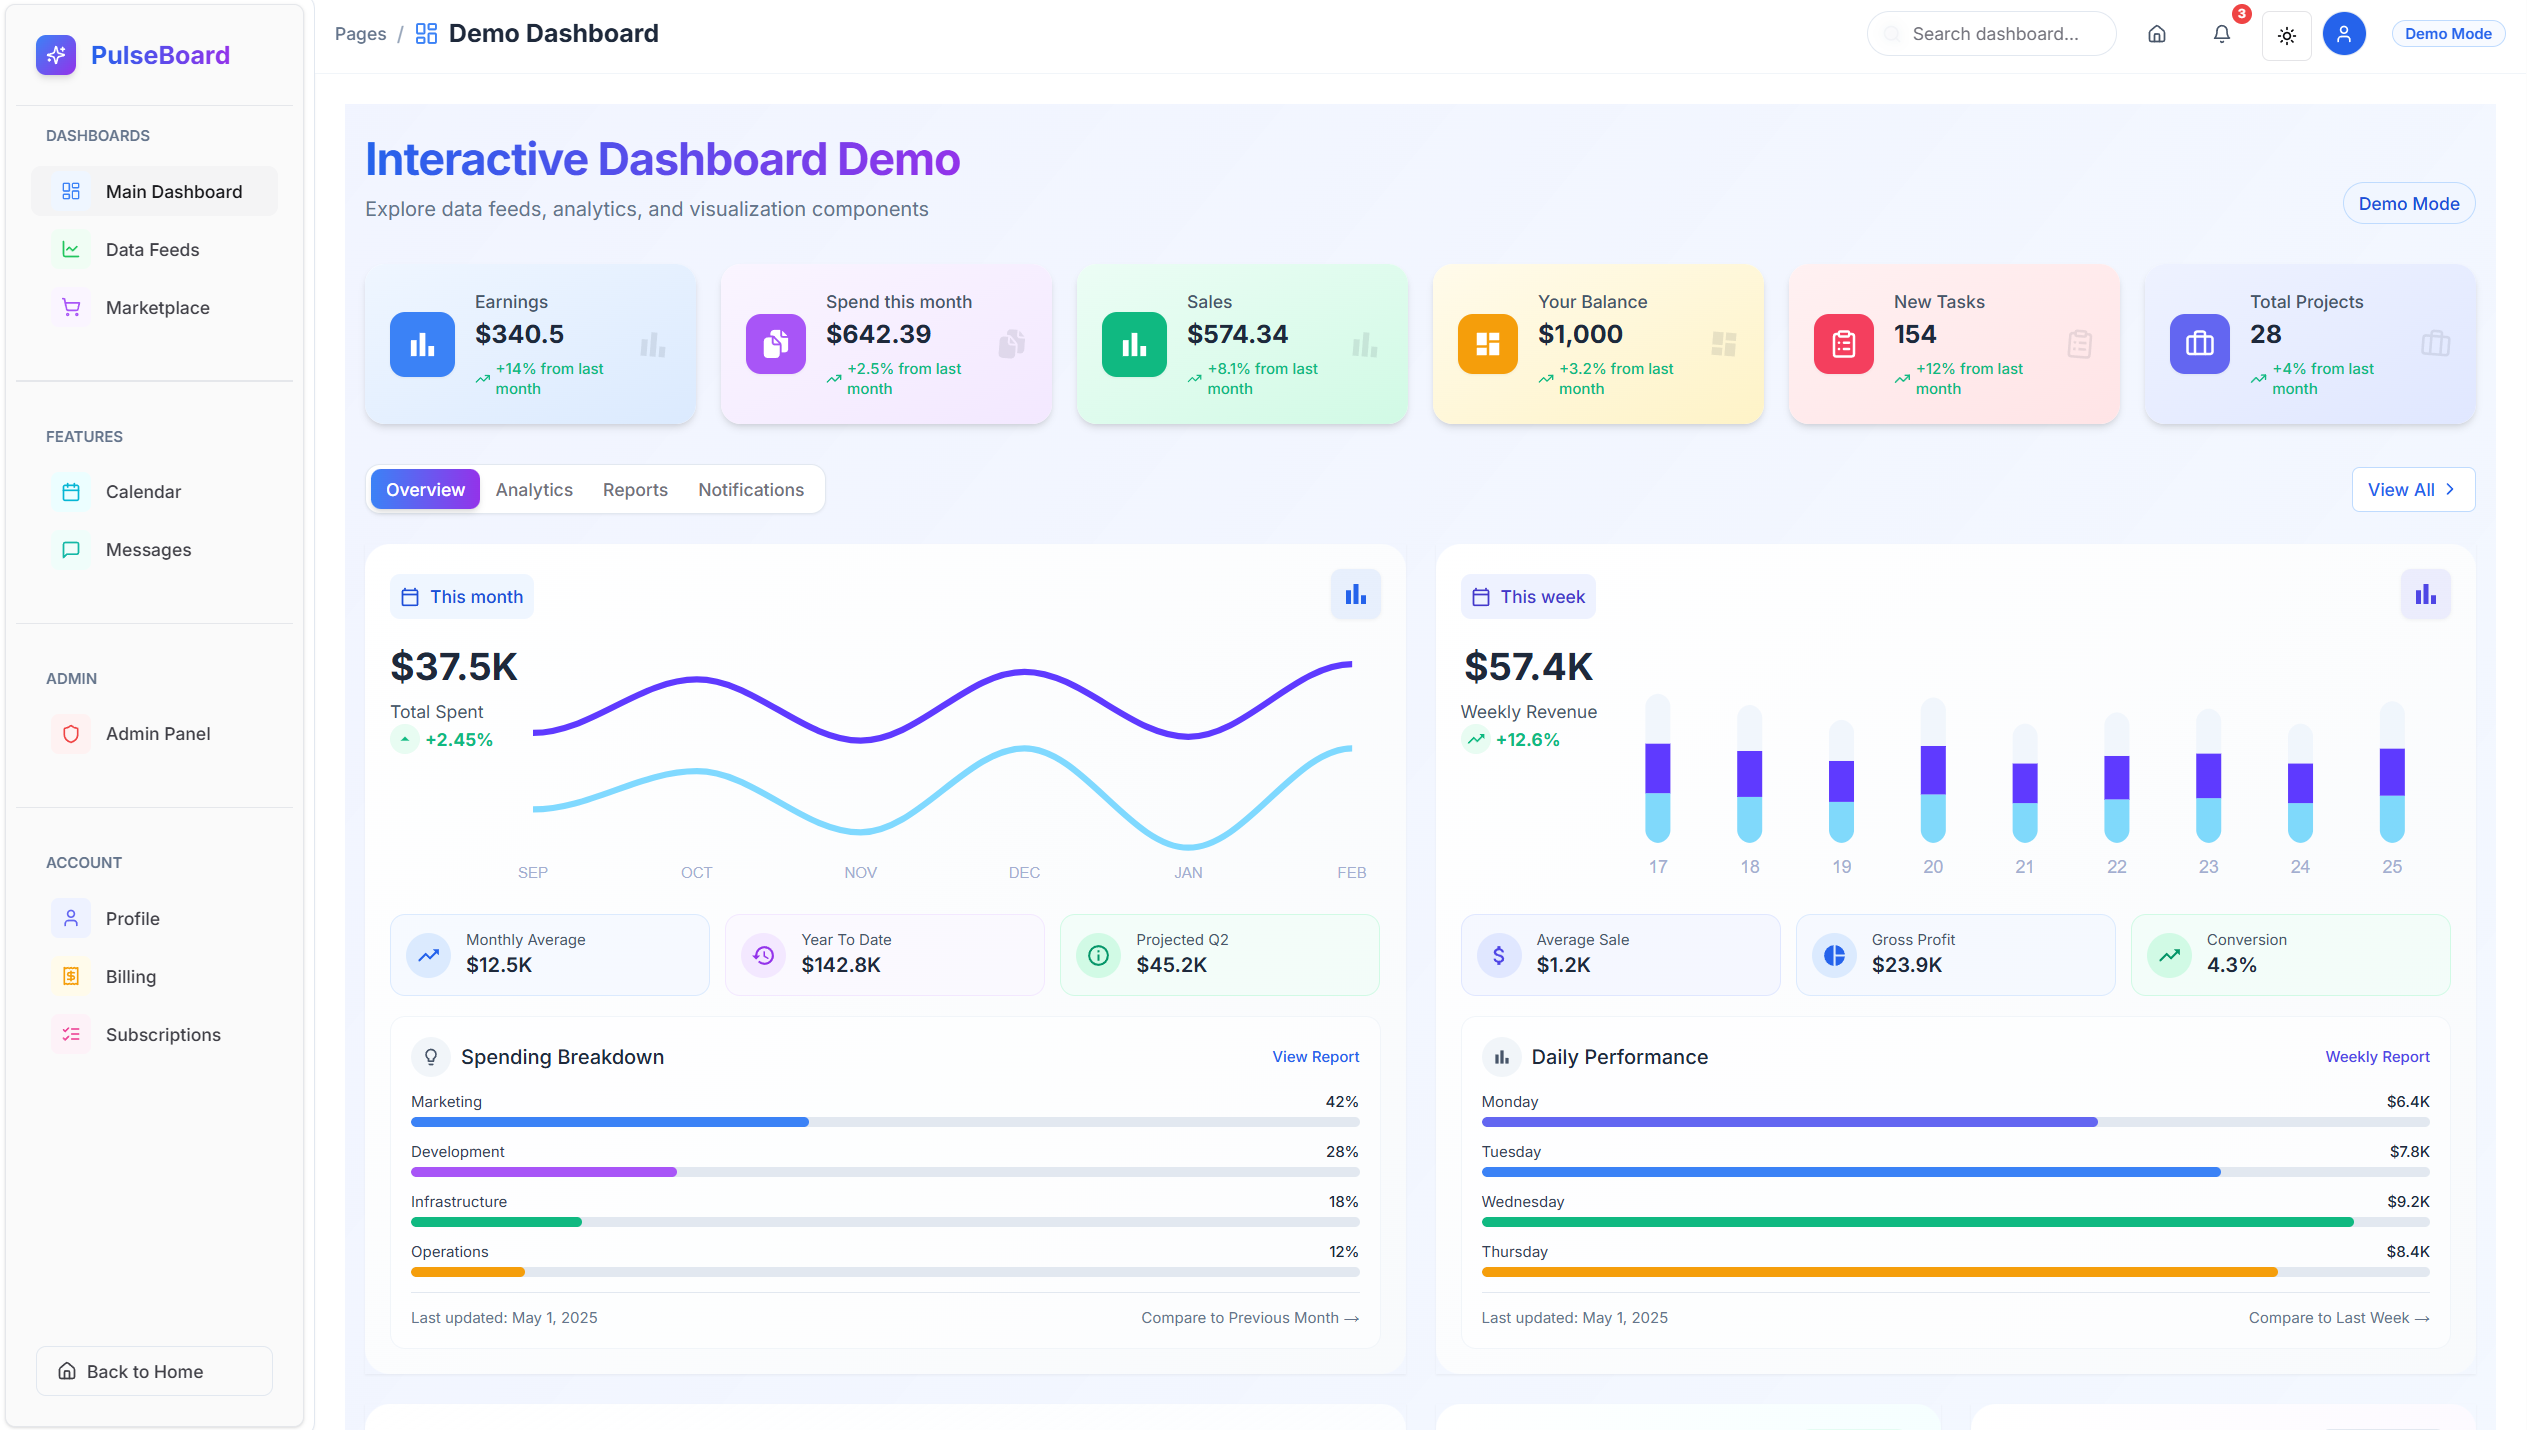 PulseBoard
DASHBOARDS
Main Dashboard
Data Feeds
Marketplace
FEATURES
Calendar
Messages
ADMIN
Admin Panel
ACCOUNT
Profile
Billing
Subscriptions
Back to Home
Pages / Demo Dashboard
Search dashboard...
3
Demo Mode
Interactive Dashboard Demo
Explore data feeds, analytics, and visualization components
Demo Mode
Earnings
$340.5
+14% from last
month
Spend this month
$642.39
+2.5% from last
month
Sales
$574.34
+8.1% from last
month
Your Balance
$1,000
+3.2% from last
month
New Tasks
154
+12% from last
month
Total Projects
28
+4% from last
month
Overview Analytics Reports Notifications
View All
This month
$37.5K
Total Spent
+2.45%
SEP OCT NOV DEC JAN FEB
Monthly Average
$12.5K
Year To Date
$142.8K
Projected Q2
$45.2K
Spending Breakdown
View Report
Marketing 42%
Development 28%
Infrastructure 18%
Operations 12%
Last updated: May 1, 2025
Compare to Previous Month →
This week
$57.4K
Weekly Revenue
+12.6%
17 18 19 20 21 22 23 24 25
Average Sale
$1.2K
Gross Profit
$23.9K
Conversion
4.3%
Daily Performance
Weekly Report
Monday $6.4K
Tuesday $7.8K
Wednesday $9.2K
Thursday $8.4K
Last updated: May 1, 2025
Compare to Last Week →